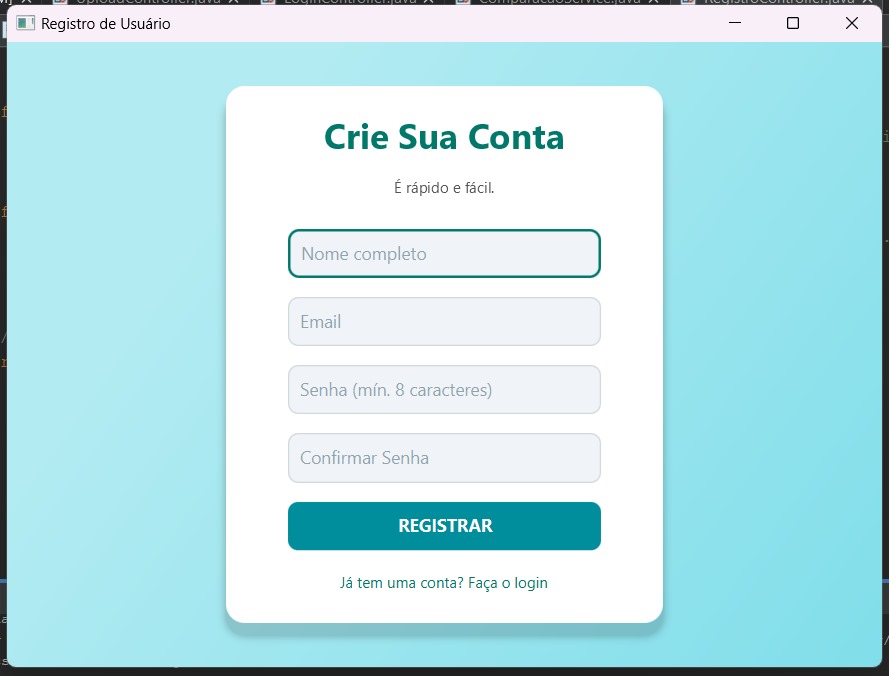 Registro de Usuário
Crie Sua Conta
É rápido e fácil.
Nome completo
Email
Senha (mín. 8 caracteres)
Confirmar Senha
REGISTRAR
Já tem uma conta? Faça o login